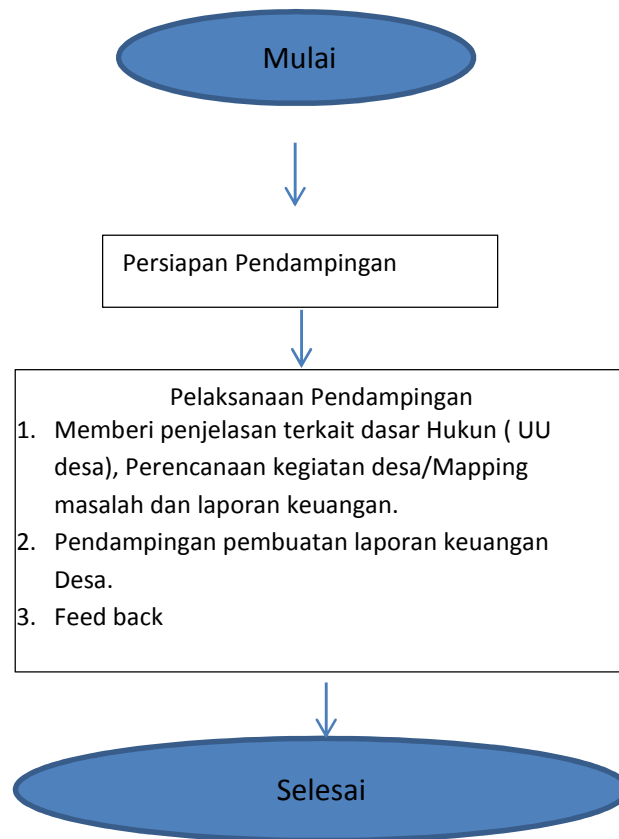 Mulai
Persiapan Pendampingan
Pelaksanaan Pendampingan
1. Memberi penjelasan terkait dasar Hukun ( UU
desa), Perencanaan kegiatan desa/Mapping
masalah dan laporan keuangan.
2. Pendampingan pembuatan laporan keuangan
Desa.
3. Feed back
Selesai